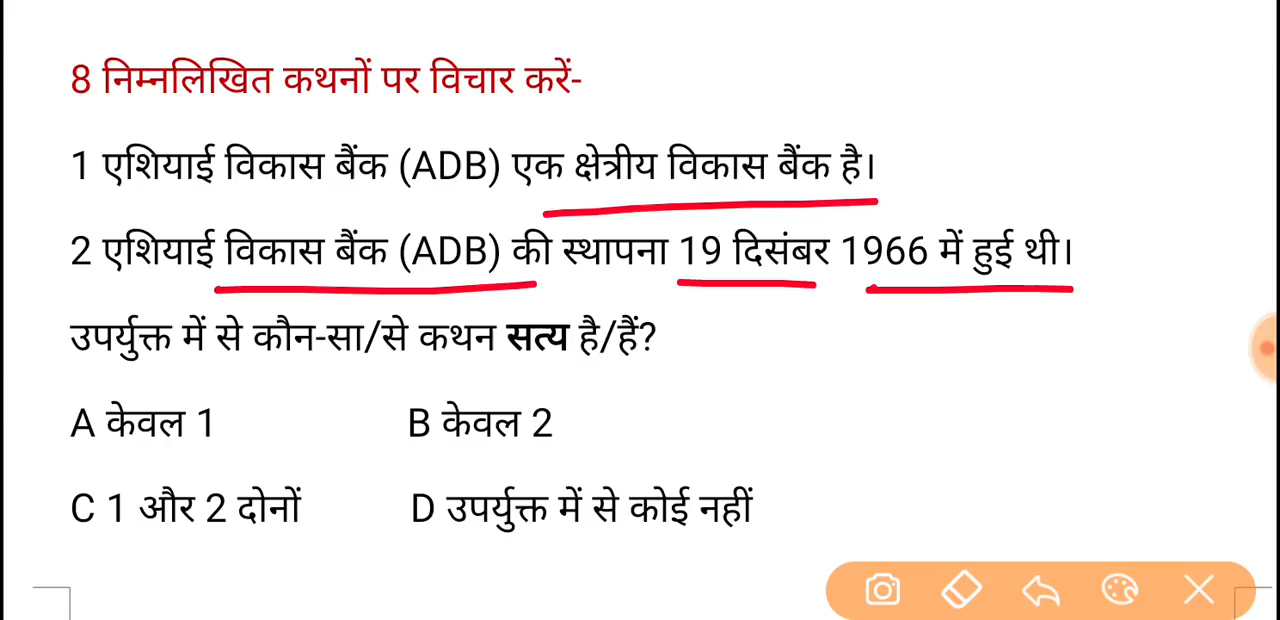 8 निम्नलिखित कथनों पर विचार करें-
1 एशियाई विकास बैंक (ADB) एक क्षेत्रीय विकास बैंक है।
2 एशियाई विकास बैंक (ADB) की स्थापना 19 दिसंबर 1966 में हुई थी।
उपर्युक्त में से कौन-सा/से कथन सत्य है/हैं?
A केवल 1 B केवल 2
C 1 और 2 दोनों D उपर्युक्त में से कोई नहीं